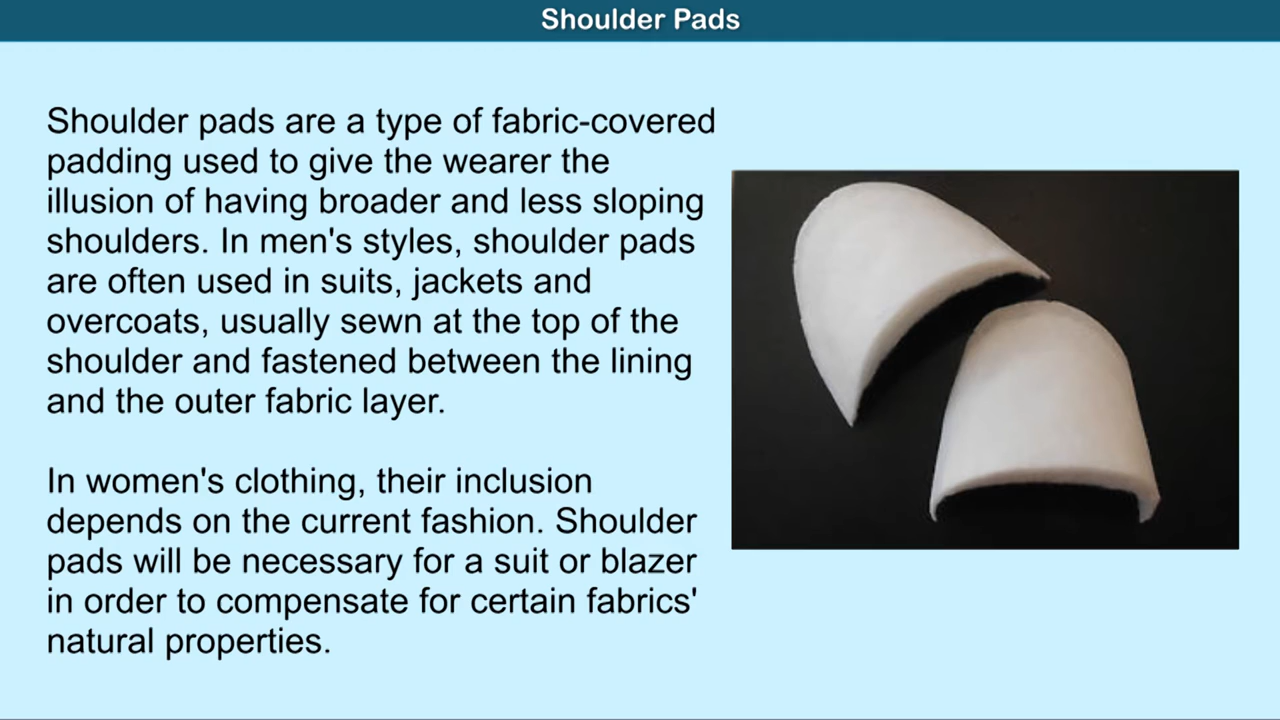 Shoulder Pads
Shoulder pads are a type of fabric-covered
padding used to give the wearer the
illusion of having broader and less sloping
shoulders. In men's styles, shoulder pads
are often used in suits, jackets and
overcoats, usually sewn at the top of the
shoulder and fastened between the lining
and the outer fabric layer.
In women's clothing, their inclusion
depends on the current fashion. Shoulder
pads will be necessary for a suit or blazer
in order to compensate for certain fabrics'
natural properties.